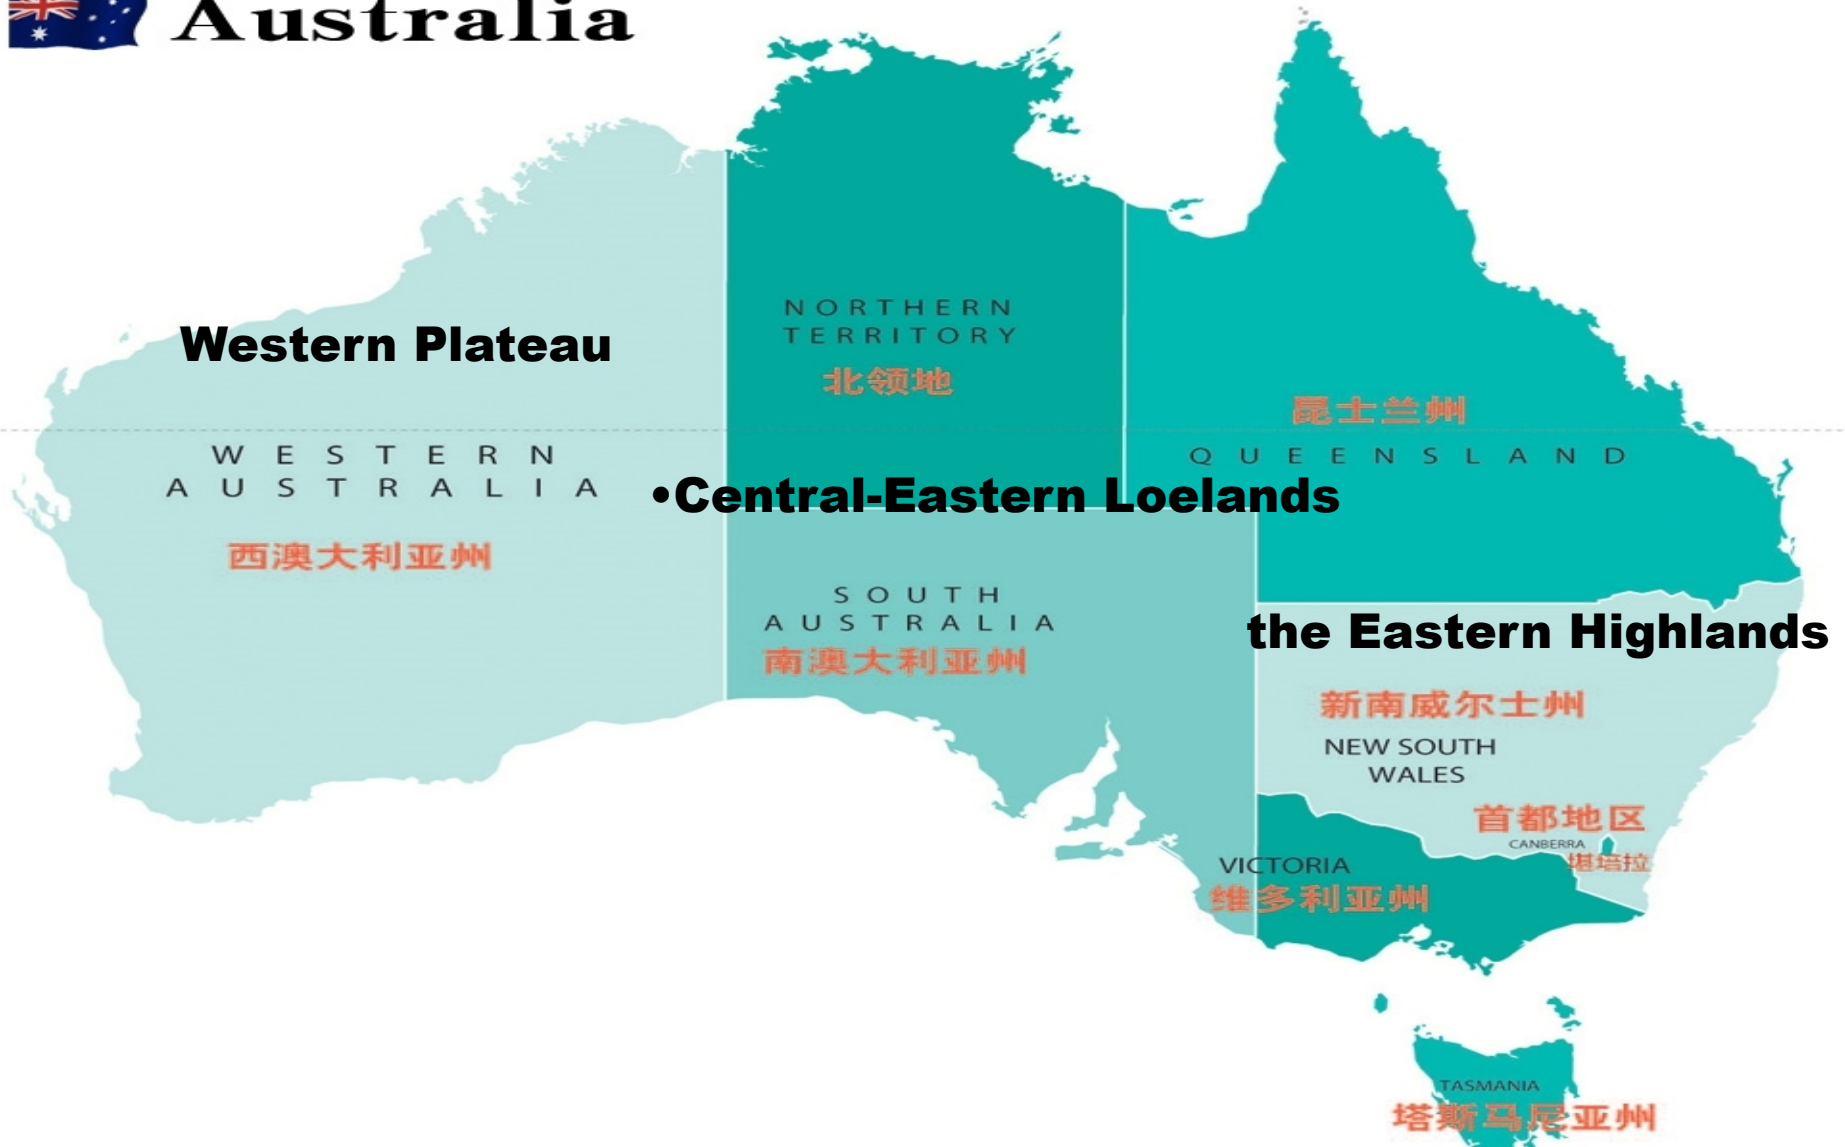 Australia
NORTHERN
TERRITORY
北领地
Western Plateau
昆士兰州
QUEENSLAND
WESTERN
AUSTRALIA
•Central-Eastern Loelands
西澳大利亚州
SOUTH
AUSTRALIA
南澳大利亚州
the Eastern Highlands
新南威尔士州
NEW SOUTH
WALES
首都地区
CANBERRA
堪培拉
VICTORIA
维多利亚州
TASMANIA
塔斯马尼亚州